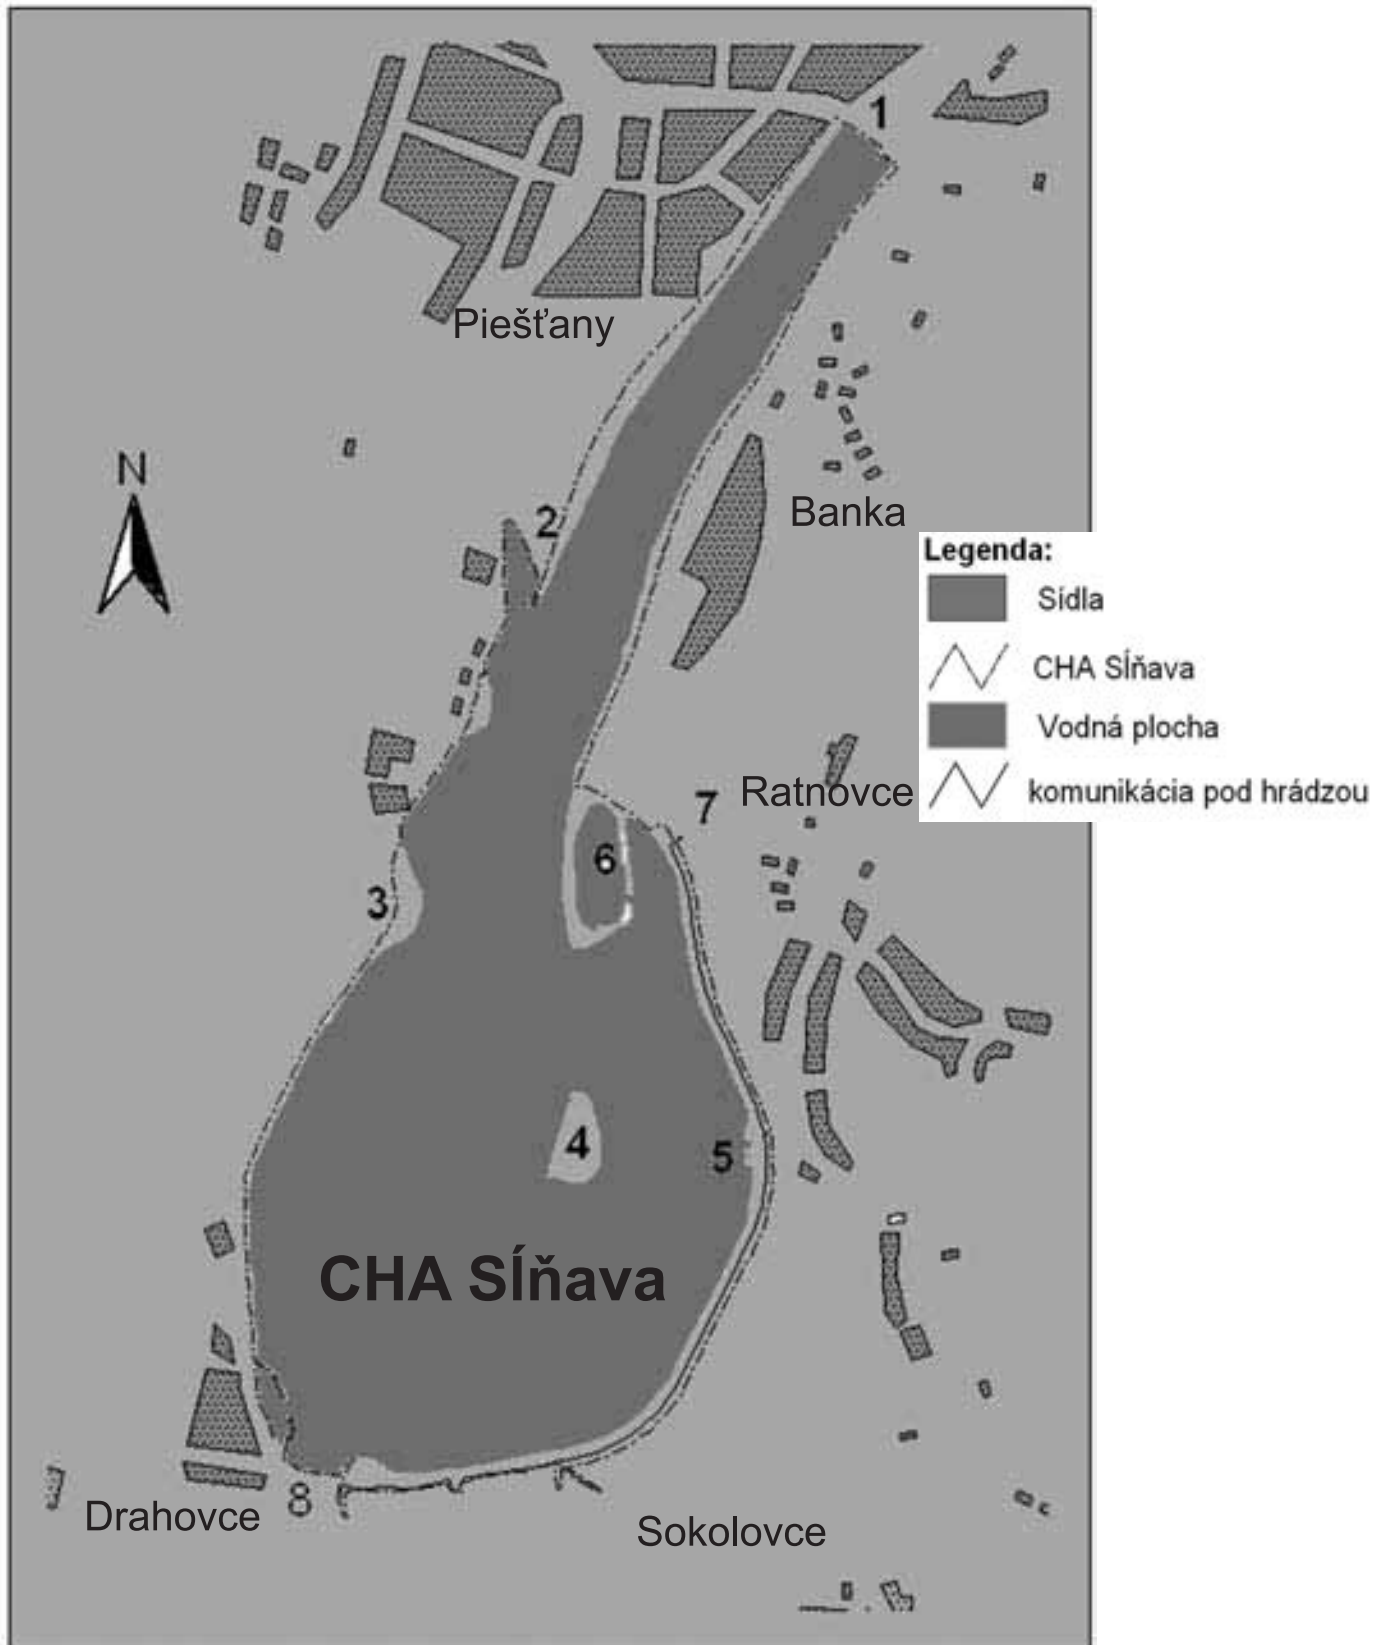 1
Piešťany
N
2
Banka
Legenda:
Sídla
CHA Sĺňava
Vodná plocha
komunikácia pod hrádzou
Ratnovce
7
6
3
4
5
CHA Sĺňava
8
Drahovce
Sokolovce